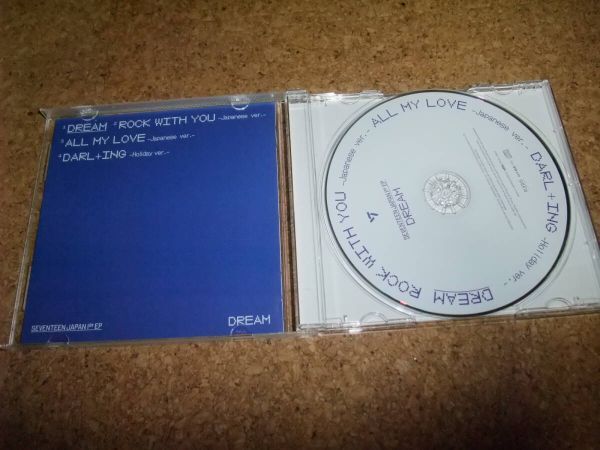 1 DREAM 2 ROCK WITH YOU -Japanese ver.-
3 ALL MY LOVE -Japanese ver.-
4 DARL+ING -Holiday ver.-
SEVENTEEN JAPAN 1st EP
DREAM
DREAM ROCK WITH YOU -Japanese ver.- ALL MY LOVE -Japanese ver.- DARL+ING -Holiday ver.-
SEVENTEEN JAPAN 1st EP
DREAM